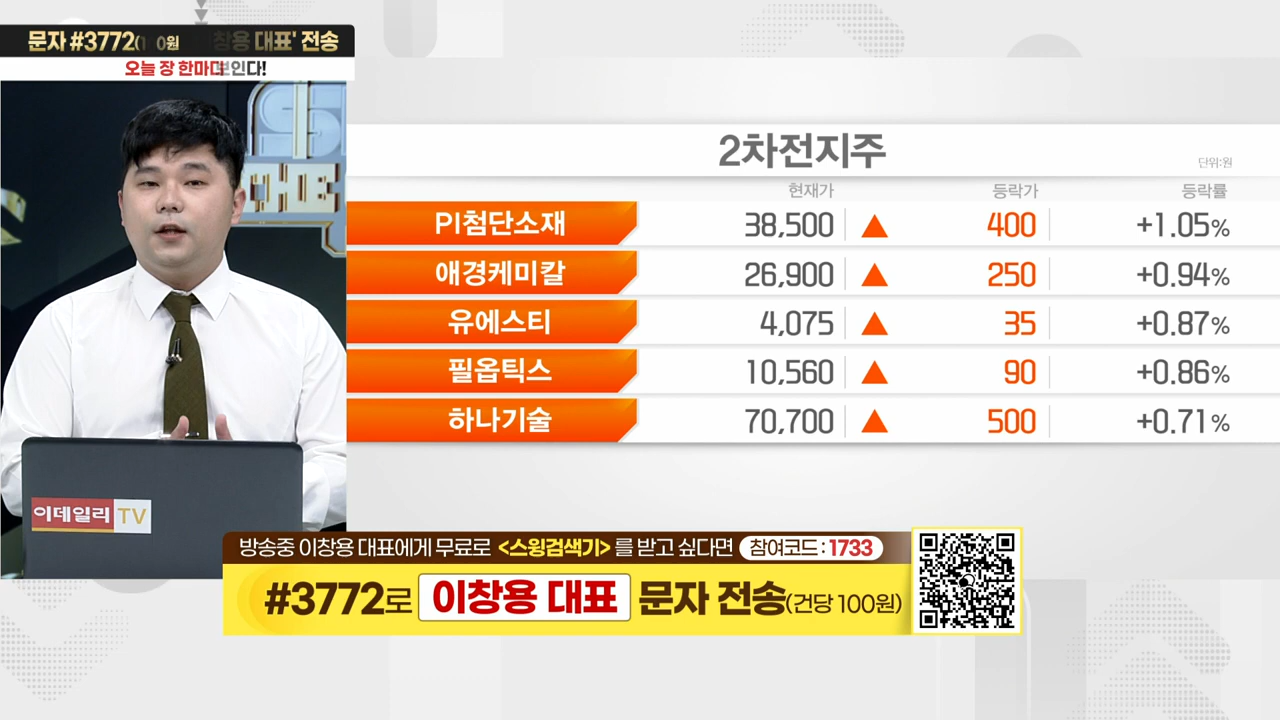 문자 #3772 0원 창용 대표' 전송
오늘 장 한마디 보인다!
THE
이데일리 TV
2차전지주
단위:원
현재가 등락가 등락률
PI첨단소재 38,500 ▲ 400 +1.05%
애경케미칼 26,900 ▲ 250 +0.94%
유에스티 4,075 ▲ 35 +0.87%
필옵틱스 10,560 ▲ 90 +0.86%
하나기술 70,700 ▲ 500 +0.71%
방송중 이창용 대표에게 무료로 <스윙검색기>를 받고 싶다면 참여코드:1733
#3772로 이창용 대표 문자 전송(건당 100원)